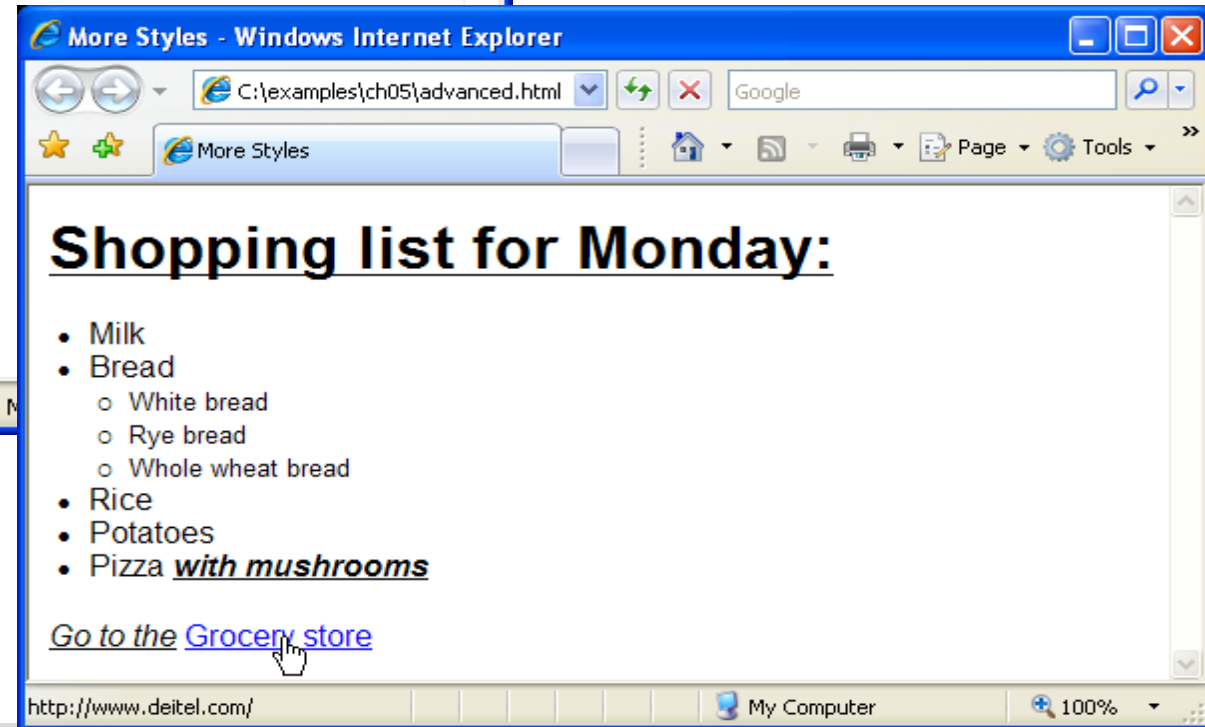 More Styles - Windows Internet Explorer
C:\examples\ch05\advanced.html
Google
More Styles
Page
Tools
Shopping list for Monday:
Milk
Bread
White bread
Rye bread
Whole wheat bread
Rice
Potatoes
Pizza with mushrooms
Go to the Grocery store
http://www.deitel.com/
My Computer
100%